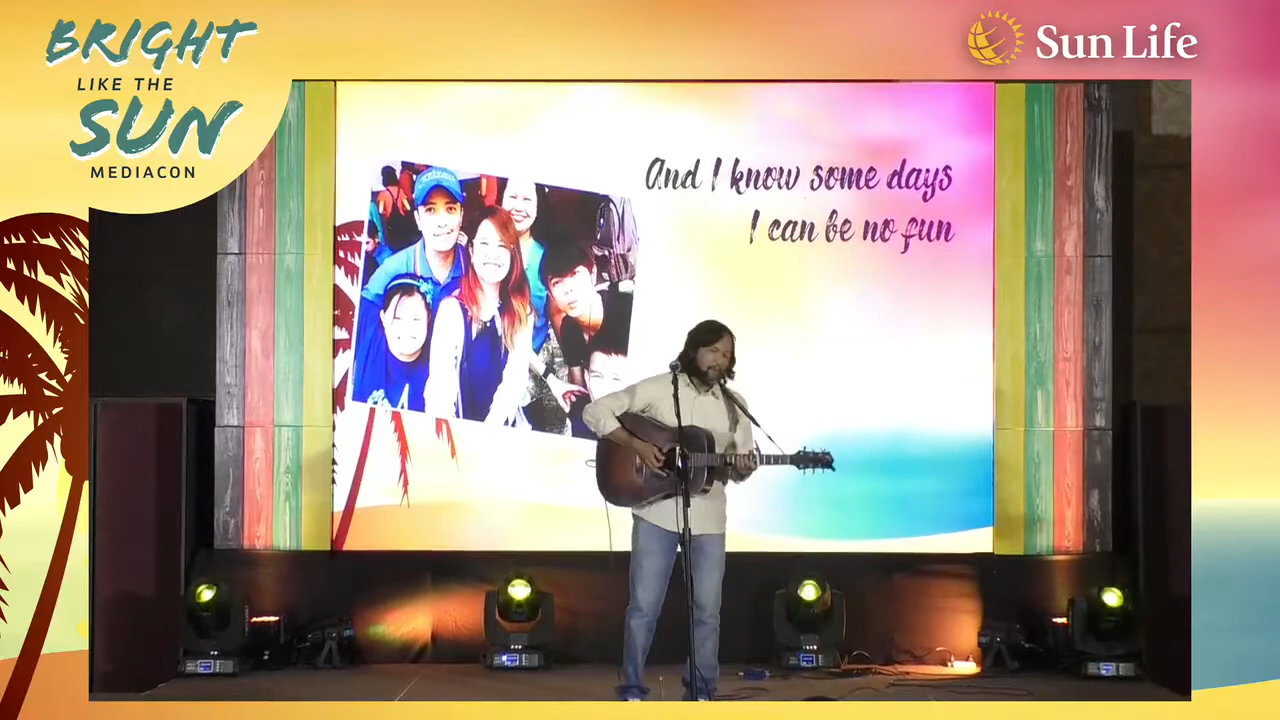 BRIGHT
LIKE THE
SUN
MEDIACON
Sun Life
And I know some days
I can be no fun